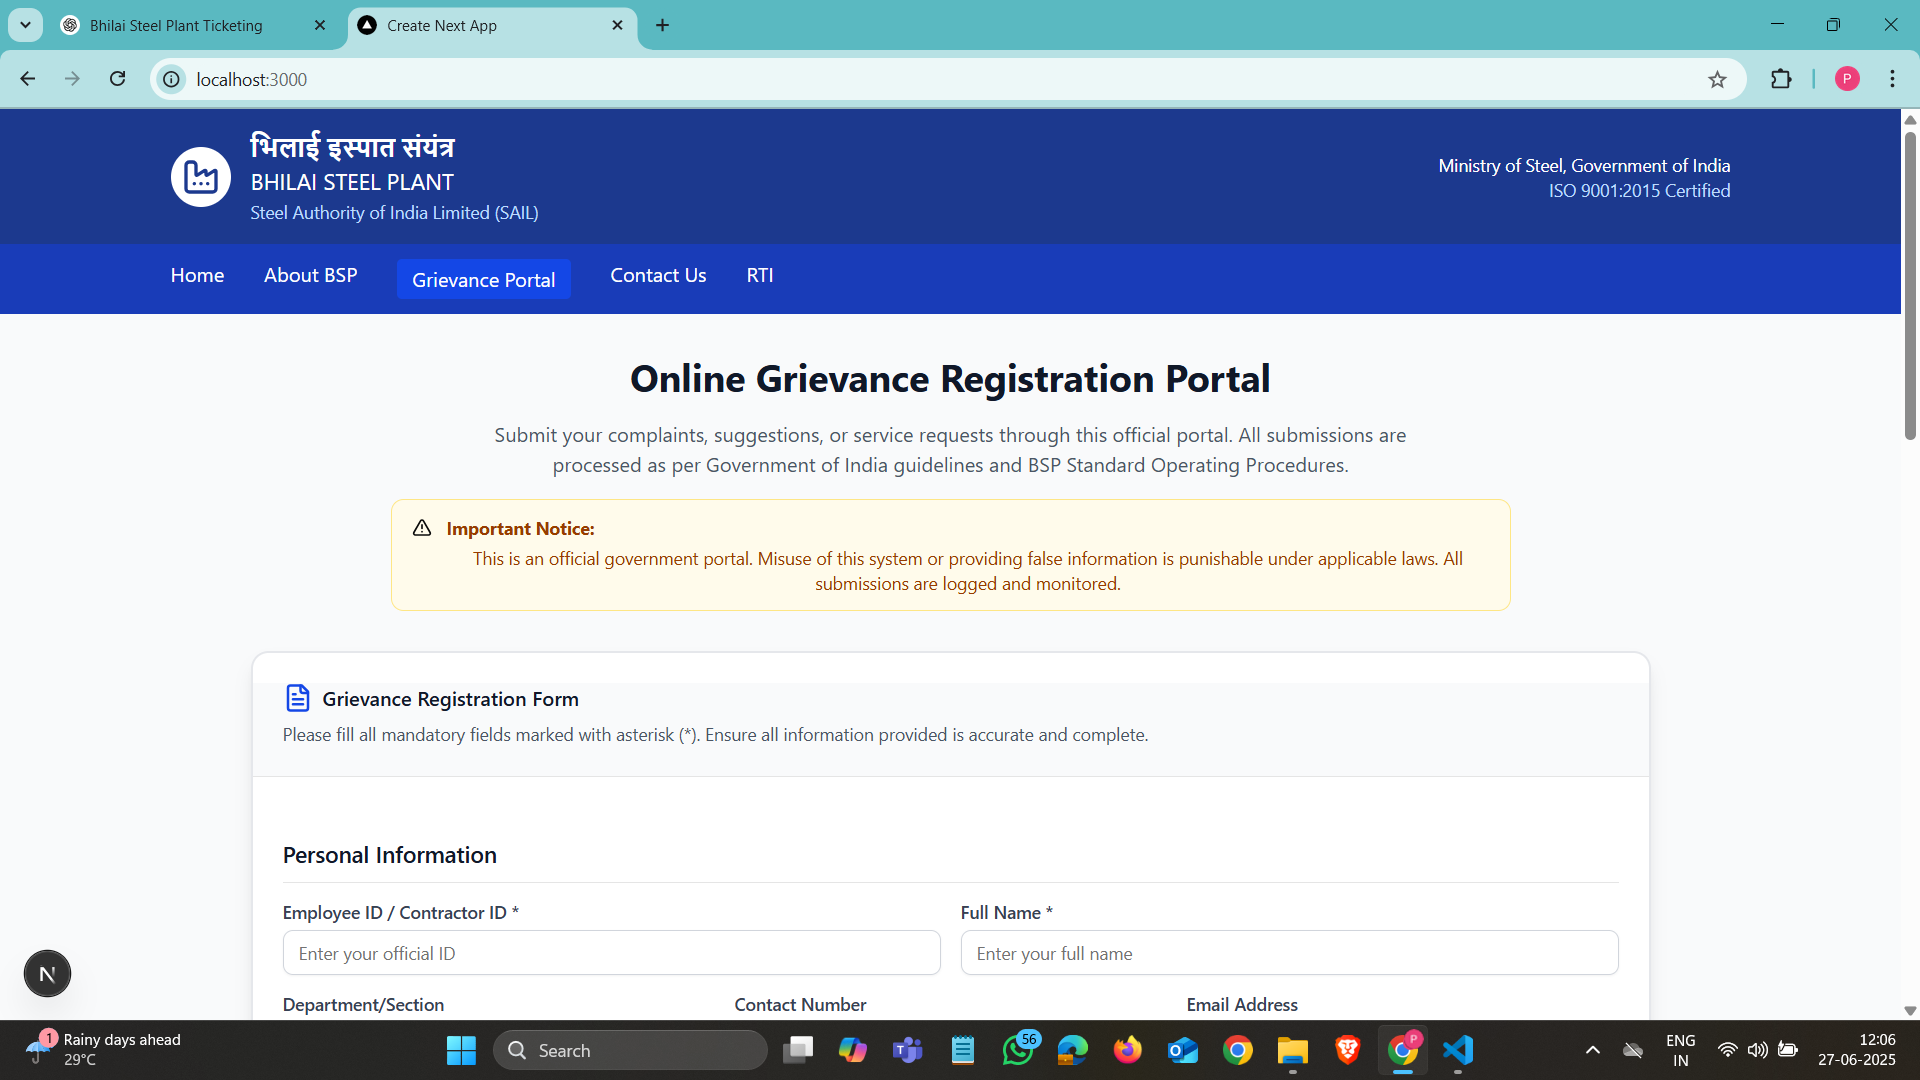 Bhilai Steel Plant Ticketing
Create Next App
localhost:3000
P
भिलाई इस्पात संयंत्र
BHILAI STEEL PLANT
Steel Authority of India Limited (SAIL)
Ministry of Steel, Government of India
ISO 9001:2015 Certified
Home
About BSP
Grievance Portal
Contact Us
RTI
Online Grievance Registration Portal
Submit your complaints, suggestions, or service requests through this official portal. All submissions are
processed as per Government of India guidelines and BSP Standard Operating Procedures.
Important Notice:
This is an official government portal. Misuse of this system or providing false information is punishable under applicable laws. All
submissions are logged and monitored.
Grievance Registration Form
Please fill all mandatory fields marked with asterisk (*). Ensure all information provided is accurate and complete.
Personal Information
Employee ID / Contractor ID *
Full Name *
Enter your official ID
Enter your full name
Department/Section
Contact Number
Email Address
N
1
Rainy days ahead
29°C
Search
56
P
ENG
IN
12:06
27-06-2025